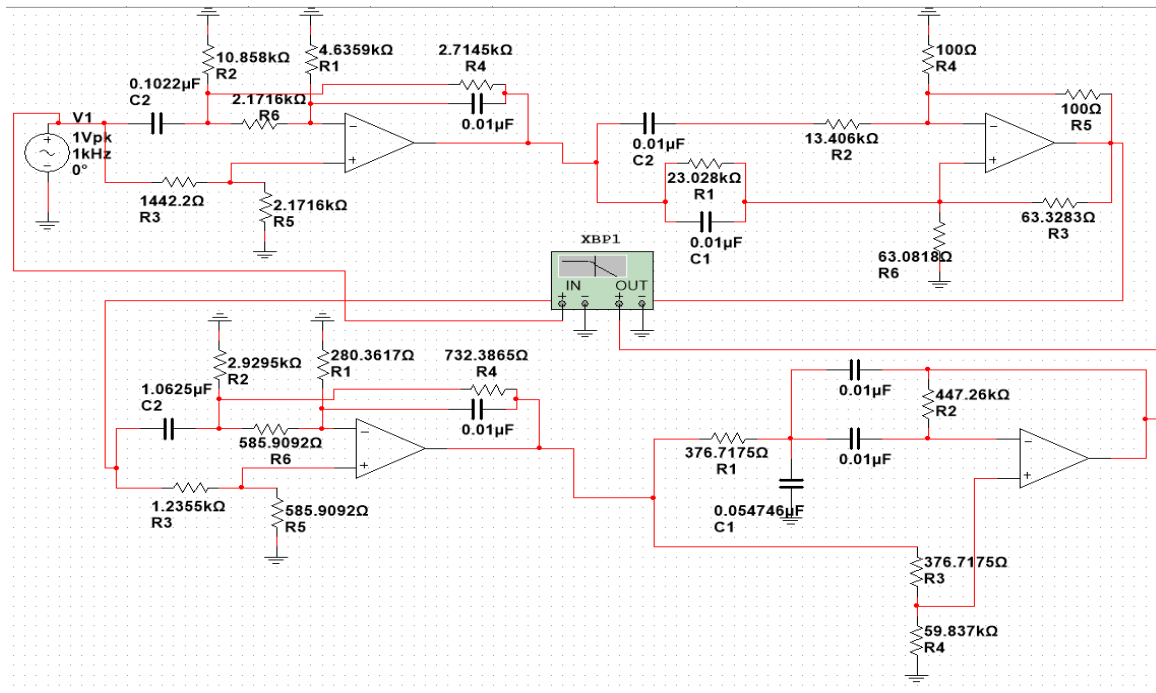 10.858kΩ
R2
4.6359kΩ
R1
2.7145kΩ
R4
0.1022µF
C2
2.1716kΩ
R6
0.01µF
V1
1Vpk
1kHz
0°
1442.2Ω
R3
2.1716kΩ
R5
100Ω
R4
100Ω
R5
0.01µF
C2
13.406kΩ
R2
23.028kΩ
R1
0.01µF
C1
63.3283Ω
R3
63.0818Ω
R6
XBP1
IN OUT
2.9295kΩ
R2
280.3617Ω
R1
732.3865Ω
R4
1.0625µF
C2
585.9092Ω
R6
0.01µF
1.2355kΩ
R3
585.9092Ω
R5
0.01µF
447.26kΩ
R2
376.7175Ω
R1
0.01µF
0.054746µF
C1
376.7175Ω
R3
59.837kΩ
R4